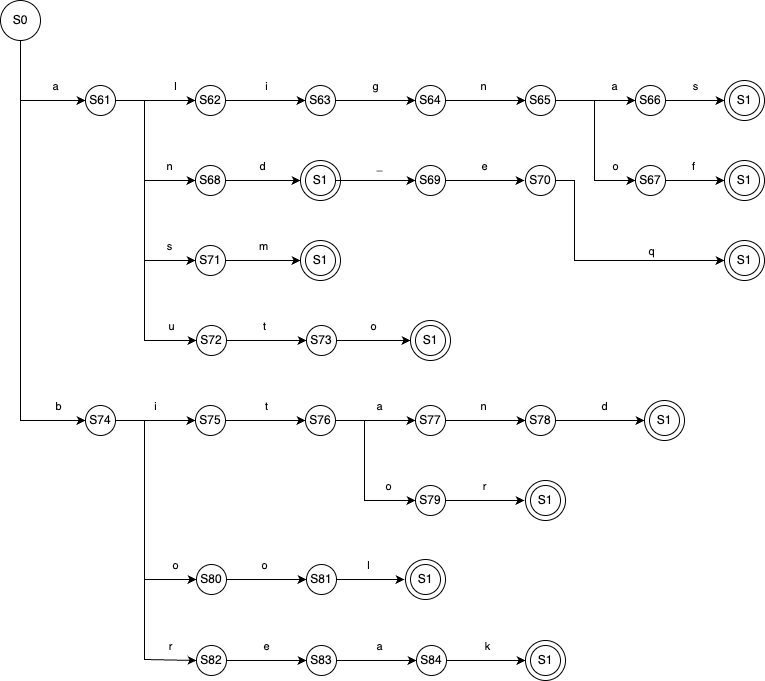 S0
a l i g n a s
S61 S62 S63 S64 S65 S66 S1
n d _ e o f
S68 S1 S69 S70 S67 S1
s m q
S71 S1 S1
u t o
S72 S73 S1
b i t a n d
S74 S75 S76 S77 S78 S1
o r
S79 S1
o o l
S80 S81 S1
r e a k
S82 S83 S84 S1